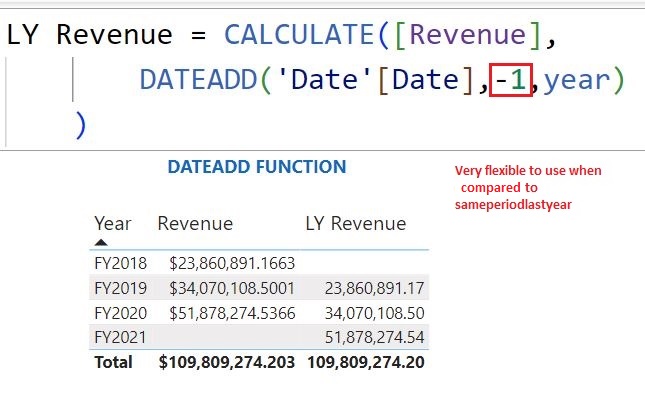 LY Revenue = CALCULATE([Revenue],
DATEADD('Date'[Date],-1,year)
)
DATEADD FUNCTION
Very flexible to use when
compared to
sameperiodlastyear
Year Revenue LY Revenue
FY2018 $23,860,891.1663
FY2019 $34,070,108.5001 23,860,891.17
FY2020 $51,878,274.5366 34,070,108.50
FY2021 51,878,274.54
Total $109,809,274.203 109,809,274.20